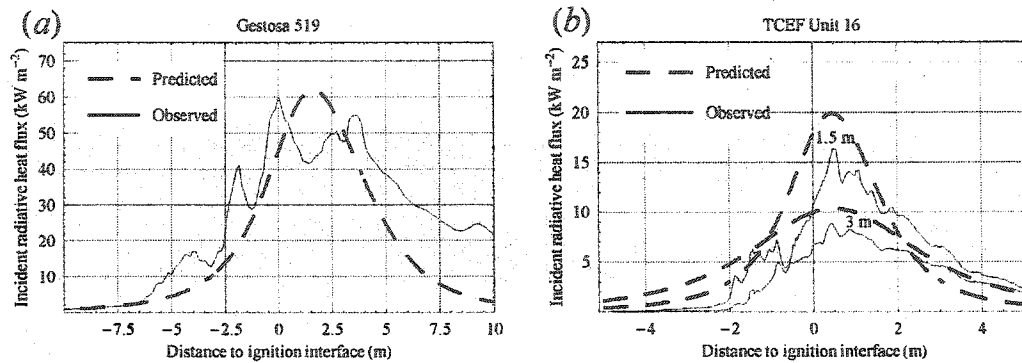 (a)
Gestosa 519
Incident radiative heat flux (kW m⁻²)
70
60
50
40
30
20
10
Predicted
Observed
−7.5
−5
−2.5
0
2.5
5
7.5
10
Distance to ignition interface (m)
(b)
TCEF Unit 16
Incident radiative heat flux (kW m⁻²)
25
20
15
10
5
Predicted
Observed
1.5 m
3 m
−4
−2
0
2
4
Distance to ignition interface (m)